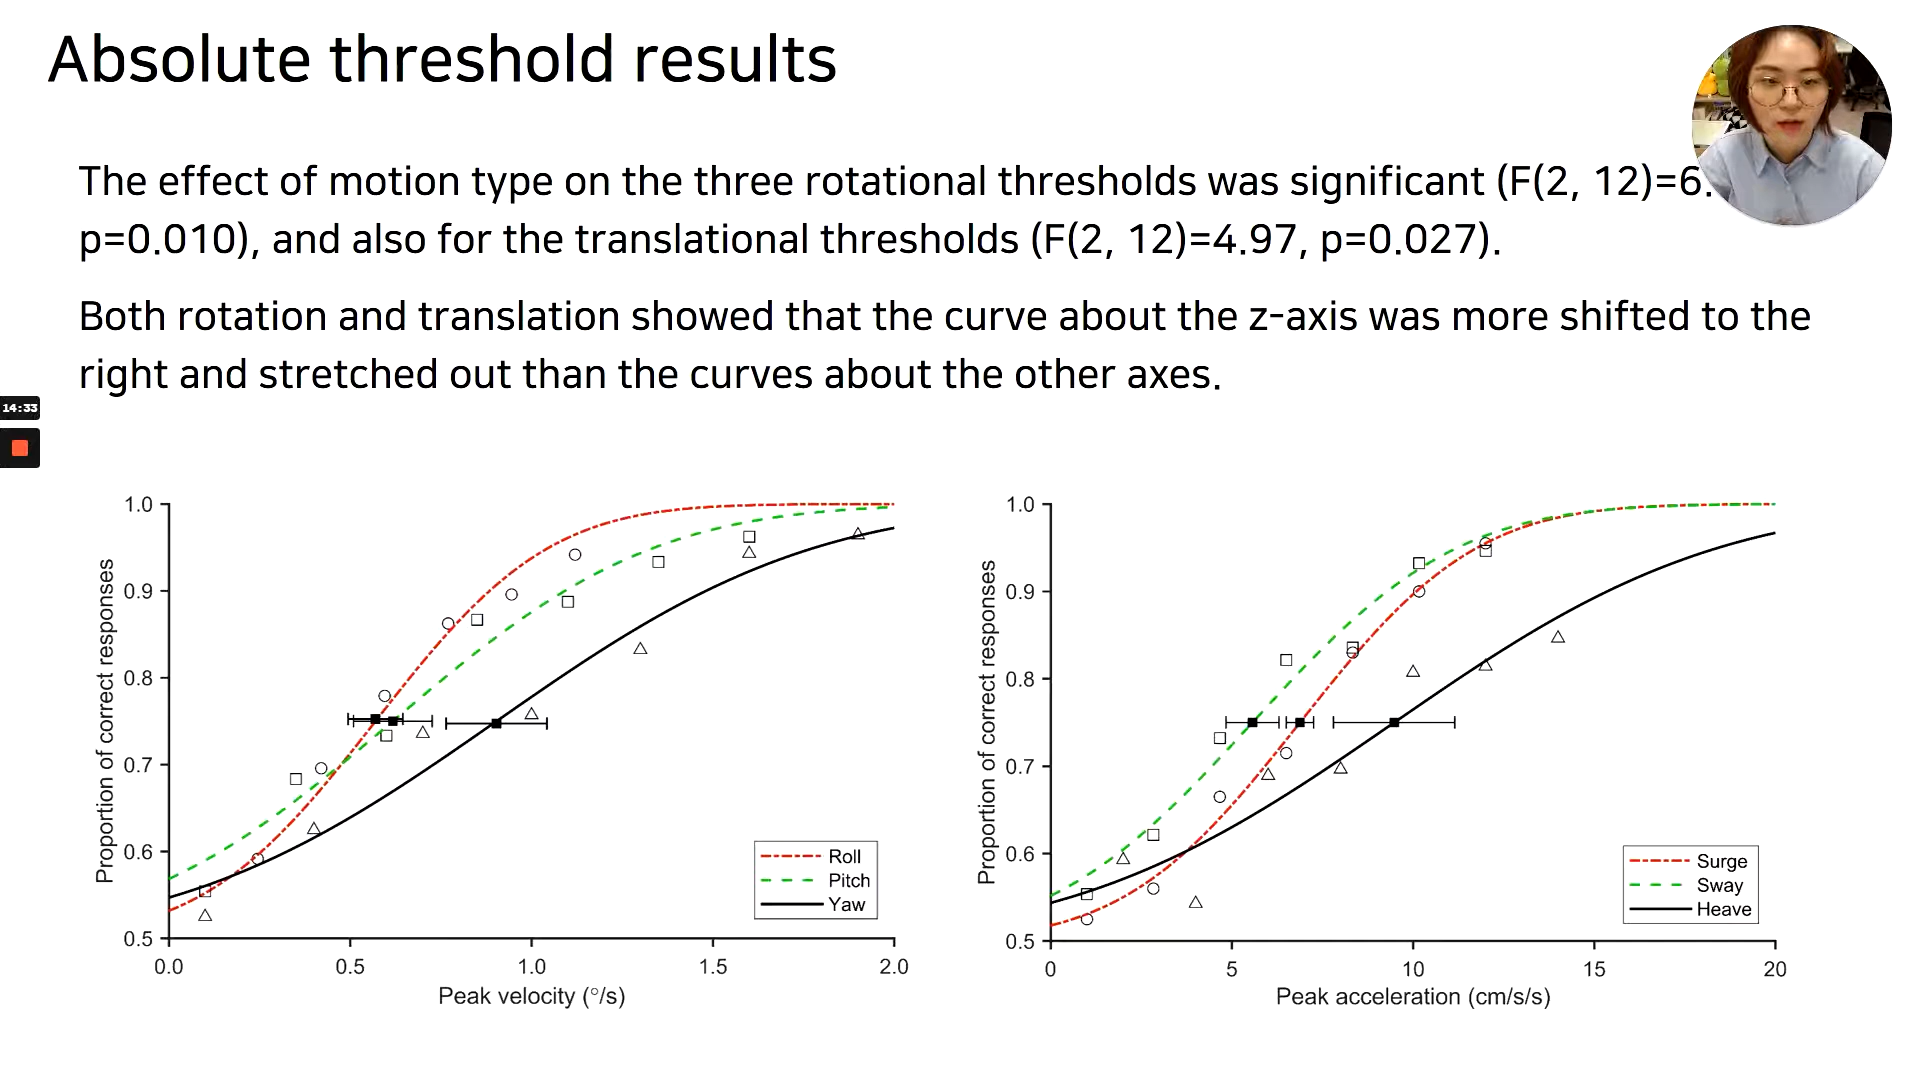 Absolute threshold results
The effect of motion type on the three rotational thresholds was significant (F(2, 12)=6.
p=0.010), and also for the translational thresholds (F(2, 12)=4.97, p=0.027).
Both rotation and translation showed that the curve about the z-axis was more shifted to the
right and stretched out than the curves about the other axes.
14:33
Proportion of correct responses
1.0
0.9
0.8
0.7
0.6
0.5
0.0 0.5 1.0 1.5 2.0
Peak velocity (°/s)
Roll
Pitch
Yaw
Proportion of correct responses
1.0
0.9
0.8
0.7
0.6
0.5
0 5 10 15 20
Peak acceleration (cm/s/s)
Surge
Sway
Heave